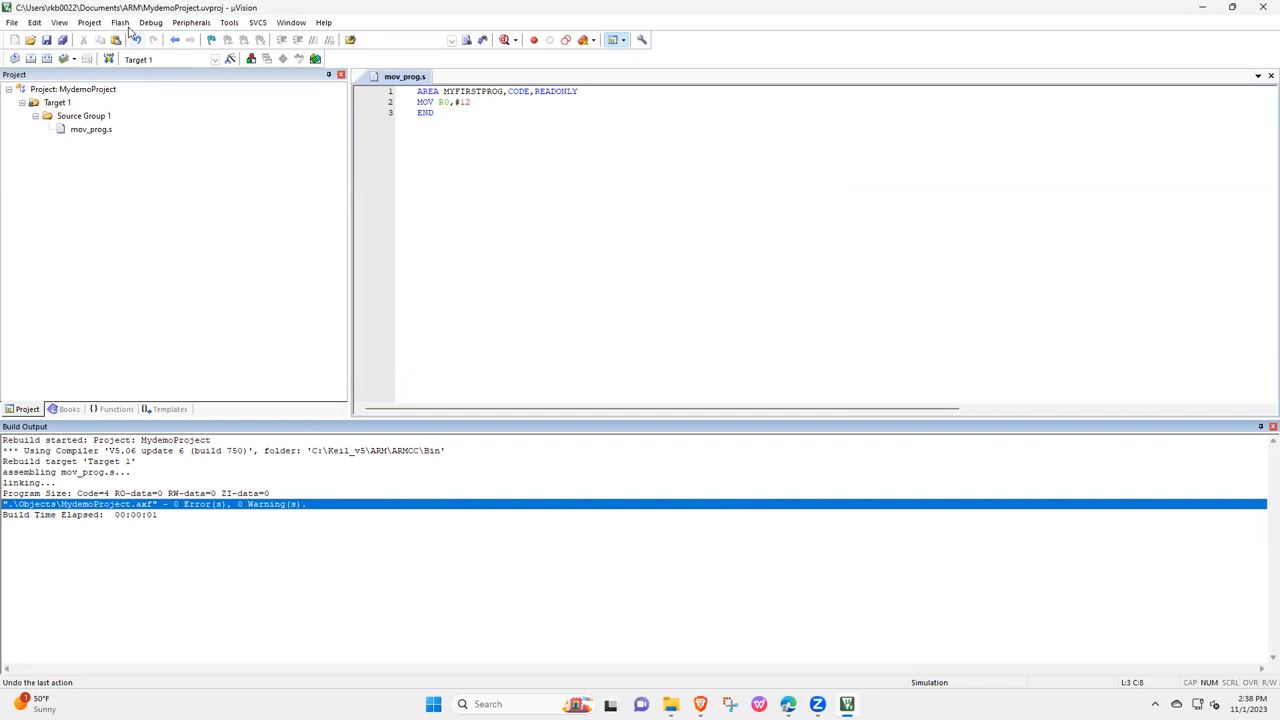 C:\Users\rkb0022\Documents\ARM\MydemoProject.uvproj - µVision
File Edit View Project Flash Debug Peripherals Tools SVCS Window Help
Target 1
Project
mov_prog.s
Project: MydemoProject
Target 1
Source Group 1
mov_prog.s
1 AREA MYFIRSTPROG,CODE,READONLY
2 MOV R0,#12
3 END
Project Books {} Functions Templates
Build Output
Rebuild started: Project: MydemoProject
*** Using Compiler 'V5.06 update 6 (build 750)', folder: 'C:\Keil_v5\ARM\ARMCC\Bin'
Rebuild target 'Target 1'
assembling mov_prog.s...
linking...
Program Size: Code=4 RO-data=0 RW-data=0 ZI-data=0
".\Objects\MydemoProject.axf" - 0 Error(s), 0 Warning(s).
Build Time Elapsed:  00:00:01
Undo the last action Simulation L:3 C:8 CAP NUM SCRL OVR R/W
1
50°F
Sunny
Search
2:38 PM
11/1/2023